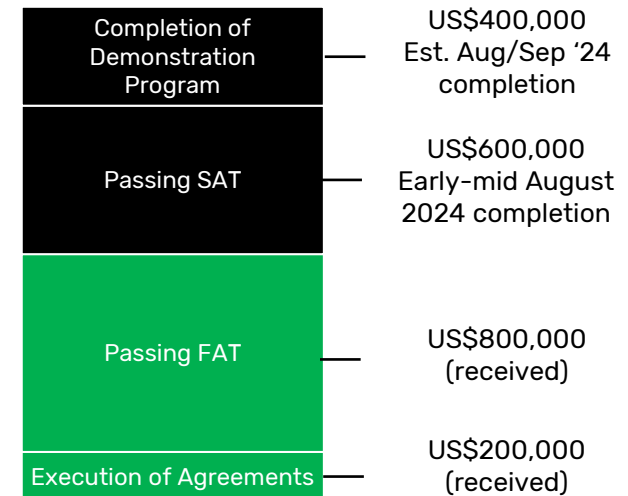 Completion of
Demonstration
Program
US$400,000
Est. Aug/Sep ‘24
completion
Passing SAT
US$600,000
Early-mid August
2024 completion
Passing FAT
US$800,000
(received)
Execution of Agreements
US$200,000
(received)